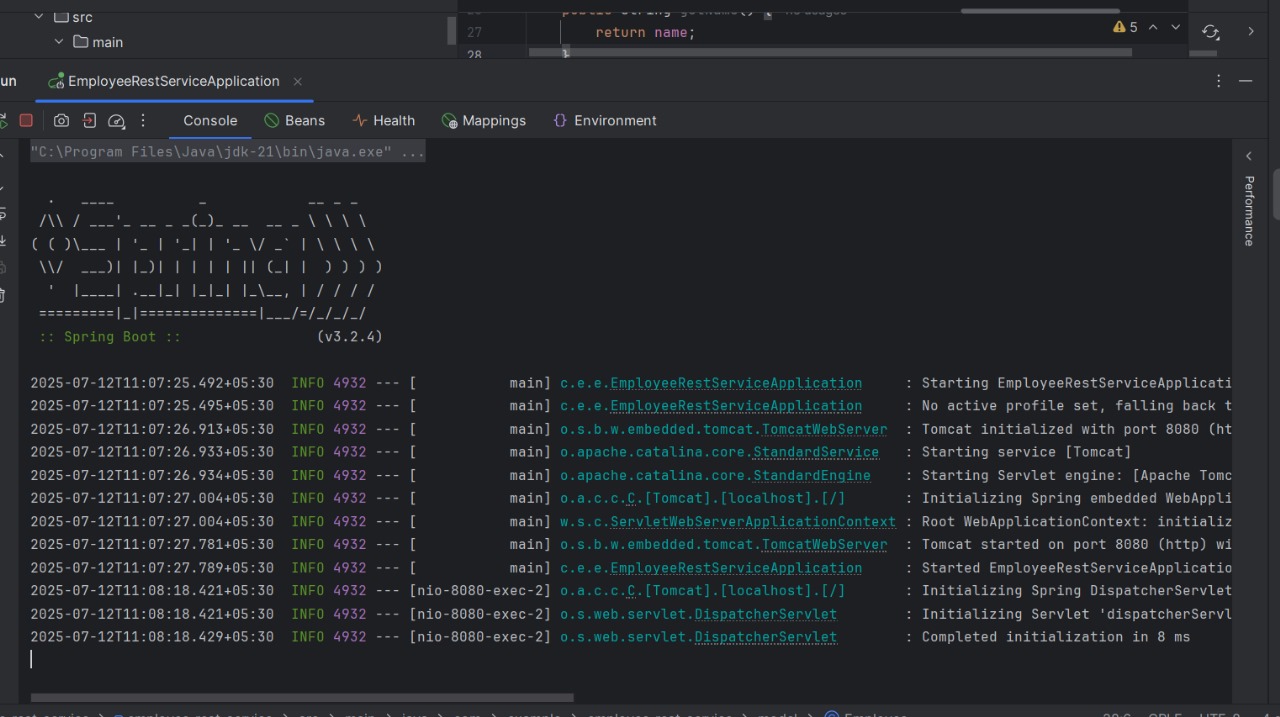 src
main
27
return name;
5
28
}
un
EmployeeRestServiceApplication
Console Beans Health Mappings Environment
"C:\Program Files\Java\jdk-21\bin\java.exe" ...
Performance
  .   ____          _            __ _ _
 /\\ / ___'_ __ _ _(_)_ __  __ _ \ \ \ \
( ( )\___ | '_ | '_| | '_ \/ _` | \ \ \ \
 \\/  ___)| |_)| | | | | || (_| |  ) ) ) )
  '  |____| .__|_| |_|_| |_\__, | / / / /
 =========|_|==============|___/=/_/_/_/
 :: Spring Boot ::                (v3.2.4)
2025-07-12T11:07:25.492+05:30  INFO 4932 --- [           main] c.e.e.EmployeeRestServiceApplication     : Starting EmployeeRestServiceApplicati
2025-07-12T11:07:25.495+05:30  INFO 4932 --- [           main] c.e.e.EmployeeRestServiceApplication     : No active profile set, falling back t
2025-07-12T11:07:26.913+05:30  INFO 4932 --- [           main] o.s.b.w.embedded.tomcat.TomcatWebServer  : Tomcat initialized with port 8080 (ht
2025-07-12T11:07:26.933+05:30  INFO 4932 --- [           main] o.apache.catalina.core.StandardService   : Starting service [Tomcat]
2025-07-12T11:07:26.934+05:30  INFO 4932 --- [           main] o.apache.catalina.core.StandardEngine    : Starting Servlet engine: [Apache Tomc
2025-07-12T11:07:27.004+05:30  INFO 4932 --- [           main] o.a.c.c.C.[Tomcat].[localhost].[/]       : Initializing Spring embedded WebAppli
2025-07-12T11:07:27.004+05:30  INFO 4932 --- [           main] w.s.c.ServletWebServerApplicationContext : Root WebApplicationContext: initializ
2025-07-12T11:07:27.781+05:30  INFO 4932 --- [           main] o.s.b.w.embedded.tomcat.TomcatWebServer  : Tomcat started on port 8080 (http) wi
2025-07-12T11:07:27.789+05:30  INFO 4932 --- [           main] c.e.e.EmployeeRestServiceApplication     : Started EmployeeRestServiceApplicatio
2025-07-12T11:08:18.421+05:30  INFO 4932 --- [nio-8080-exec-2] o.a.c.c.C.[Tomcat].[localhost].[/]       : Initializing Spring DispatcherServlet
2025-07-12T11:08:18.421+05:30  INFO 4932 --- [nio-8080-exec-2] o.s.web.servlet.DispatcherServlet        : Initializing Servlet 'dispatcherServl
2025-07-12T11:08:18.429+05:30  INFO 4932 --- [nio-8080-exec-2] o.s.web.servlet.DispatcherServlet        : Completed initialization in 8 ms